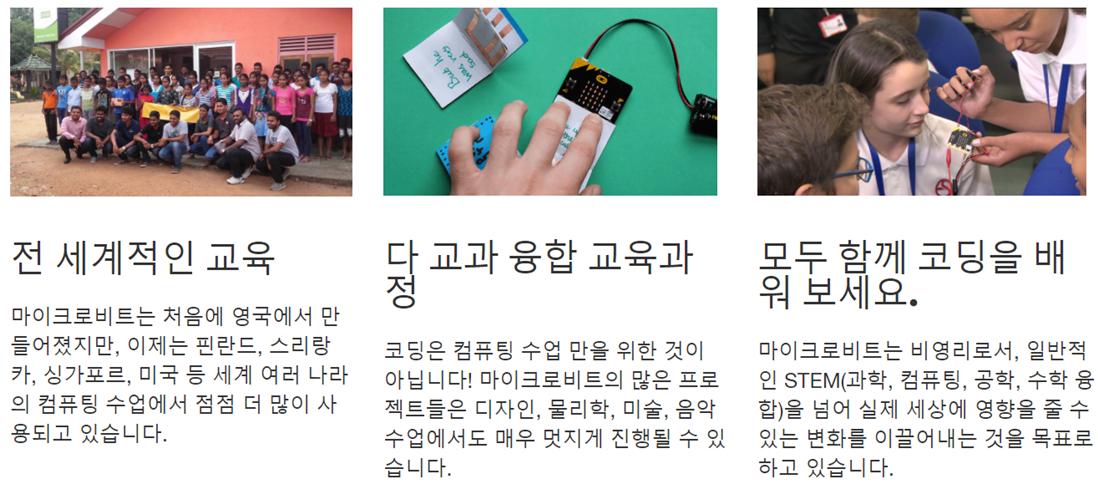 But he
was very
sad
전 세계적인 교육
마이크로비트는 처음에 영국에서 만
들어졌지만, 이제는 핀란드, 스리랑
카, 싱가포르, 미국 등 세계 여러 나라
의 컴퓨팅 수업에서 점점 더 많이 사
용되고 있습니다.
다 교과 융합 교육과
정
코딩은 컴퓨팅 수업 만을 위한 것이
아닙니다! 마이크로비트의 많은 프로
젝트들은 디자인, 물리학, 미술, 음악
수업에서도 매우 멋지게 진행될 수 있
습니다.
모두 함께 코딩을 배
워 보세요.
마이크로비트는 비영리로서, 일반적
인 STEM(과학, 컴퓨팅, 공학, 수학 융
합)을 넘어 실제 세상에 영향을 줄 수
있는 변화를 이끌어내는 것을 목표로
하고 있습니다.